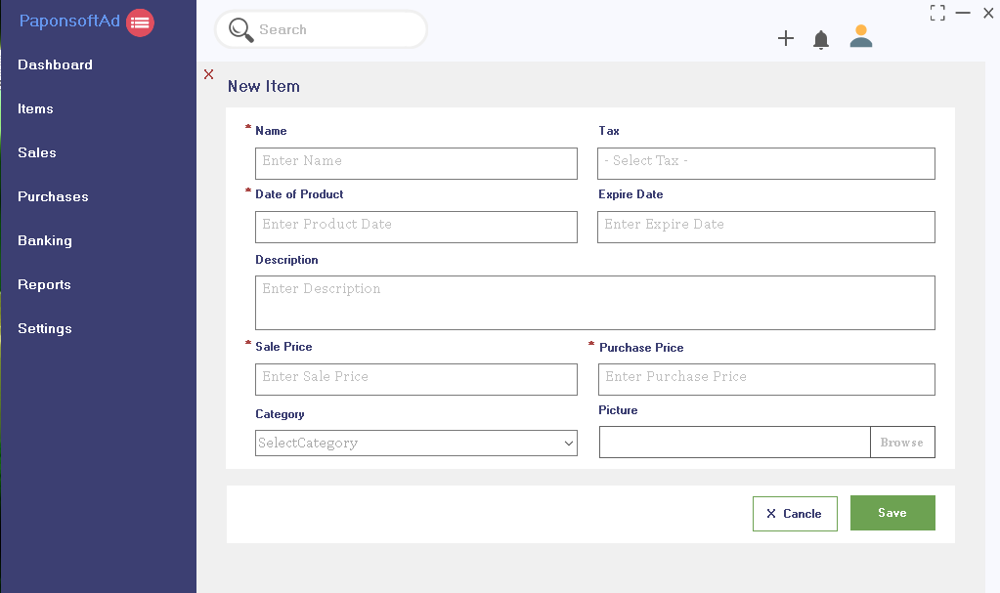 PaponsoftAd
Search
Dashboard
Items
Sales
Purchases
Banking
Reports
Settings
New Item
* Name
Tax
Enter Name
- Select Tax -
* Date of Product
Expire Date
Enter Product Date
Enter Expire Date
Description
Enter Description
* Sale Price
* Purchase Price
Enter Sale Price
Enter Purchase Price
Category
Picture
SelectCategory
Browse
X Cancle
Save